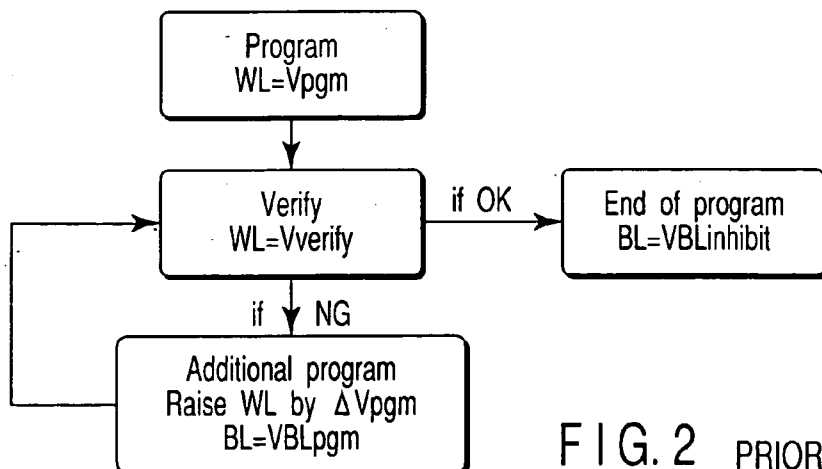 Program
WL=Vpgm
Verify
WL=Vverify
if OK
End of program
BL=VBLinhibit
if NG
Additional program
Raise WL by ΔVpgm
BL=VBLpgm
FIG. 2 PRIOR